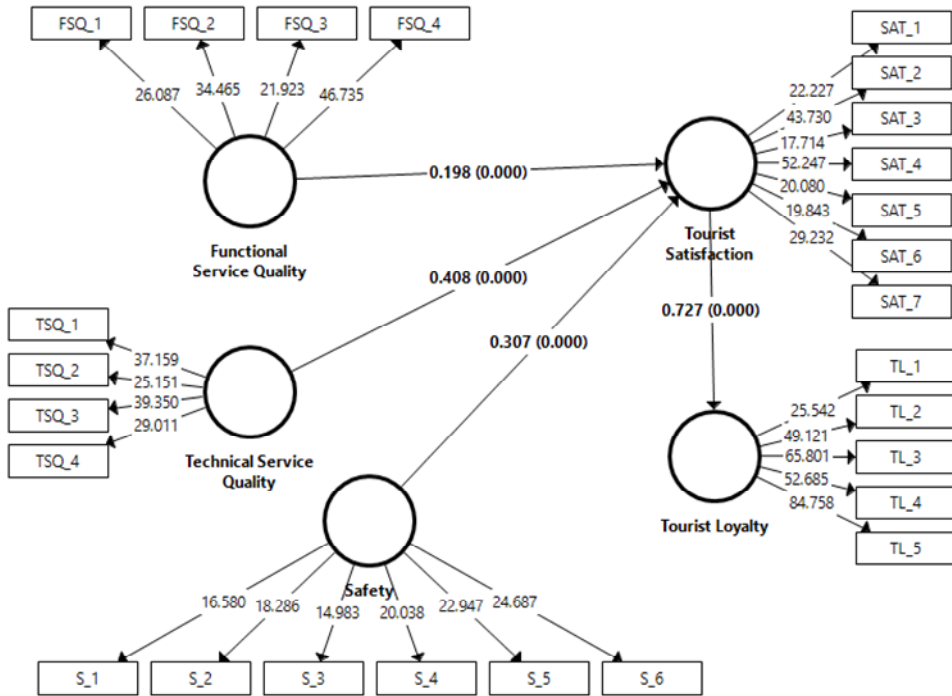 FSQ_1
FSQ_2
FSQ_3
FSQ_4
26.087
34.465
21.923
46.735
Functional
Service Quality
0.198 (0.000)
SAT_1
SAT_2
SAT_3
SAT_4
SAT_5
SAT_6
SAT_7
22.227
43.730
17.714
52.247
20.080
19.843
29.232
Tourist
Satisfaction
0.408 (0.000)
0.307 (0.000)
0.727 (0.000)
TSQ_1
TSQ_2
TSQ_3
TSQ_4
37.159
25.151
39.350
29.011
Technical Service
Quality
TL_1
TL_2
TL_3
TL_4
TL_5
25.542
49.121
65.801
52.685
84.758
Tourist Loyalty
Safety
16.580
18.286
14.983
20.038
22.947
24.687
S_1
S_2
S_3
S_4
S_5
S_6